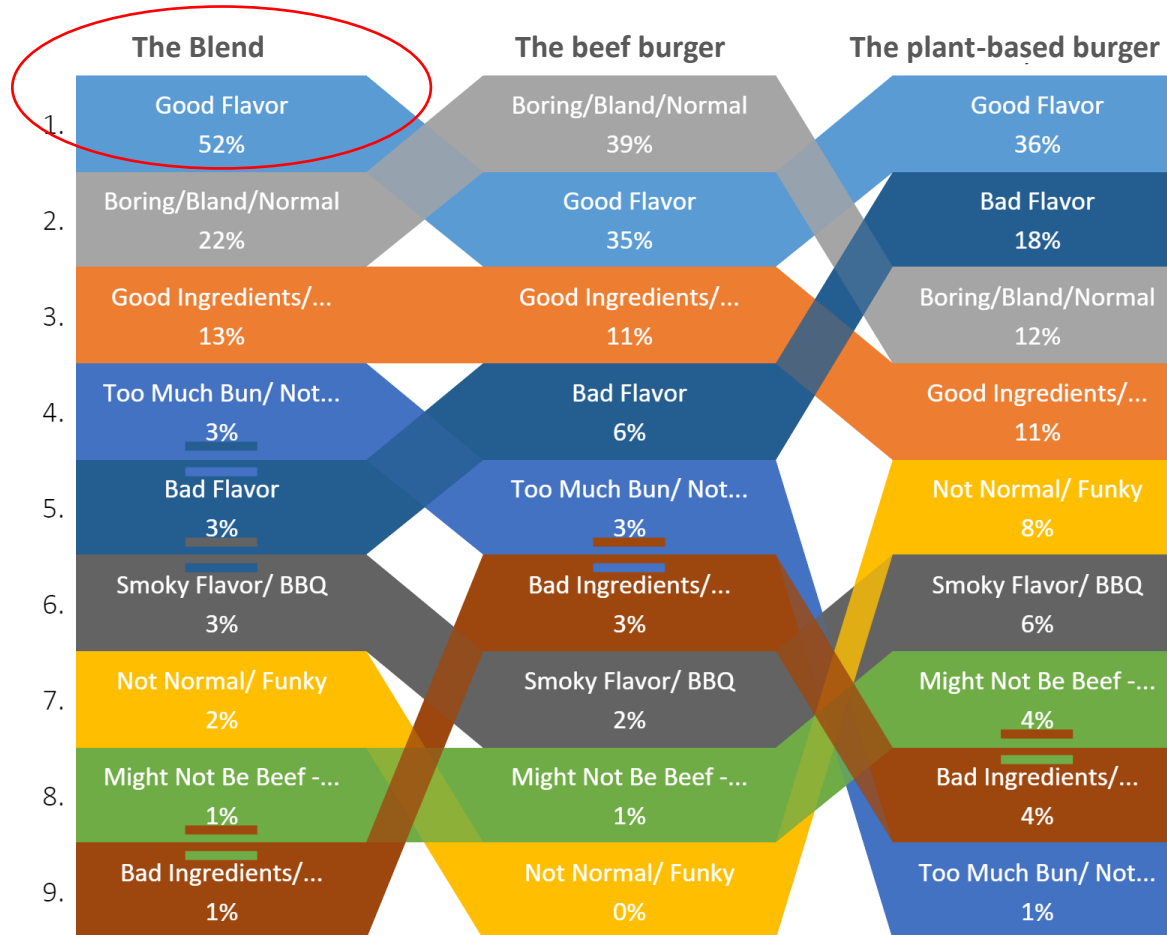 The Blend
The beef burger
The plant-based burger
1.
Good Flavor
52%
Boring/Bland/Normal
39%
Good Flavor
36%
2.
Boring/Bland/Normal
22%
Good Flavor
35%
Bad Flavor
18%
3.
Good Ingredients/...
13%
Good Ingredients/...
11%
Boring/Bland/Normal
12%
4.
Too Much Bun/ Not...
3%
Bad Flavor
6%
Good Ingredients/...
11%
5.
Bad Flavor
3%
Too Much Bun/ Not...
3%
Not Normal/ Funky
8%
6.
Smoky Flavor/ BBQ
3%
Bad Ingredients/...
3%
Smoky Flavor/ BBQ
6%
7.
Not Normal/ Funky
2%
Smoky Flavor/ BBQ
2%
Might Not Be Beef -...
4%
8.
Might Not Be Beef -...
1%
Might Not Be Beef -...
1%
Bad Ingredients/...
4%
9.
Bad Ingredients/...
1%
Not Normal/ Funky
0%
Too Much Bun/ Not...
1%